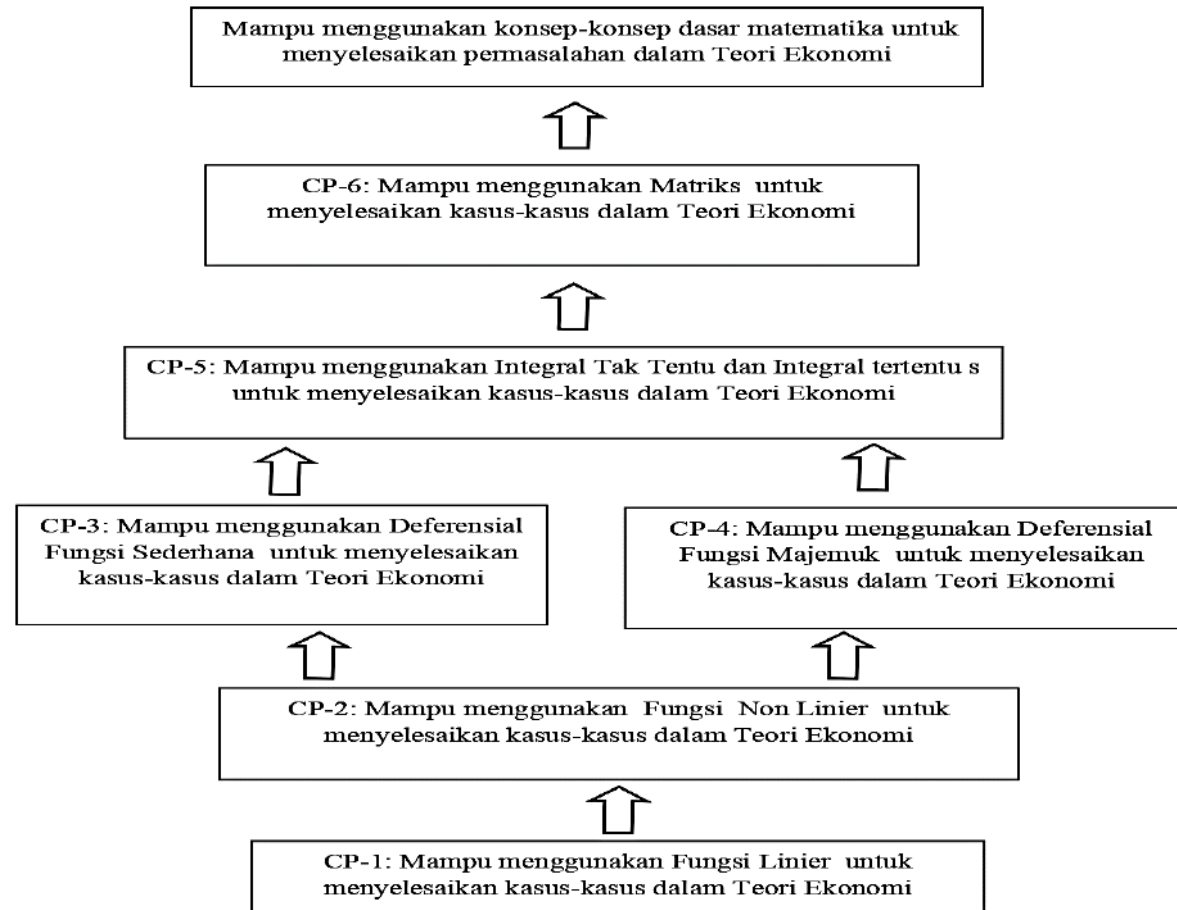 Mampu menggunakan konsep-konsep dasar matematika untuk
menyelesaikan permasalahan dalam Teori Ekonomi
CP-6: Mampu menggunakan Matriks untuk
menyelesaikan kasus-kasus dalam Teori Ekonomi
CP-5: Mampu menggunakan Integral Tak Tentu dan Integral tertentu s
untuk menyelesaikan kasus-kasus dalam Teori Ekonomi
CP-3: Mampu menggunakan Deferensial
Fungsi Sederhana untuk menyelesaikan
kasus-kasus dalam Teori Ekonomi
CP-4: Mampu menggunakan Deferensial
Fungsi Majemuk untuk menyelesaikan
kasus-kasus dalam Teori Ekonomi
CP-2: Mampu menggunakan Fungsi Non Linier untuk
menyelesaikan kasus-kasus dalam Teori Ekonomi
CP-1: Mampu menggunakan Fungsi Linier untuk
menyelesaikan kasus-kasus dalam Teori Ekonomi